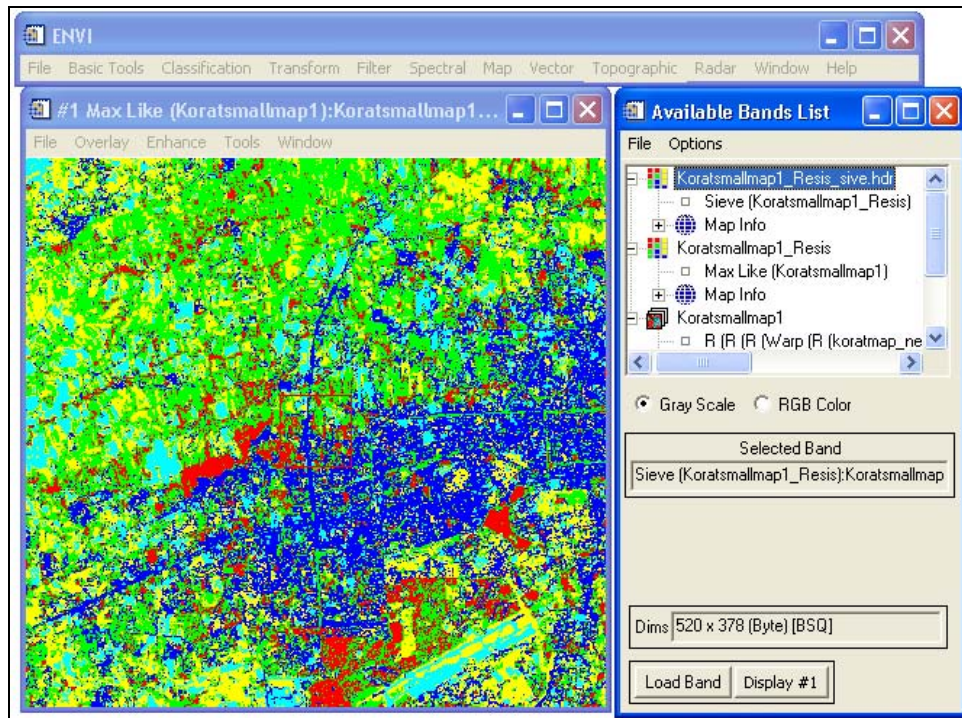 ENVI
File Basic Tools Classification Transform Filter Spectral Map Vector Topographic Radar Window Help
#1 Max Like (Koratsmallmap1):Koratsmallmap1...
File Overlay Enhance Tools Window
Available Bands List
File Options
Koratsmallmap1_Resis_sive.hdr
Sieve (Koratsmallmap1_Resis)
Map Info
Koratsmallmap1_Resis
Max Like (Koratsmallmap1)
Map Info
Koratsmallmap1
R (R (R (Warp (R (koratmap_ne
Gray Scale RGB Color
Selected Band
Sieve (Koratsmallmap1_Resis):Koratsmallmap
Dims 520 x 378 (Byte) [BSQ]
Load Band Display #1